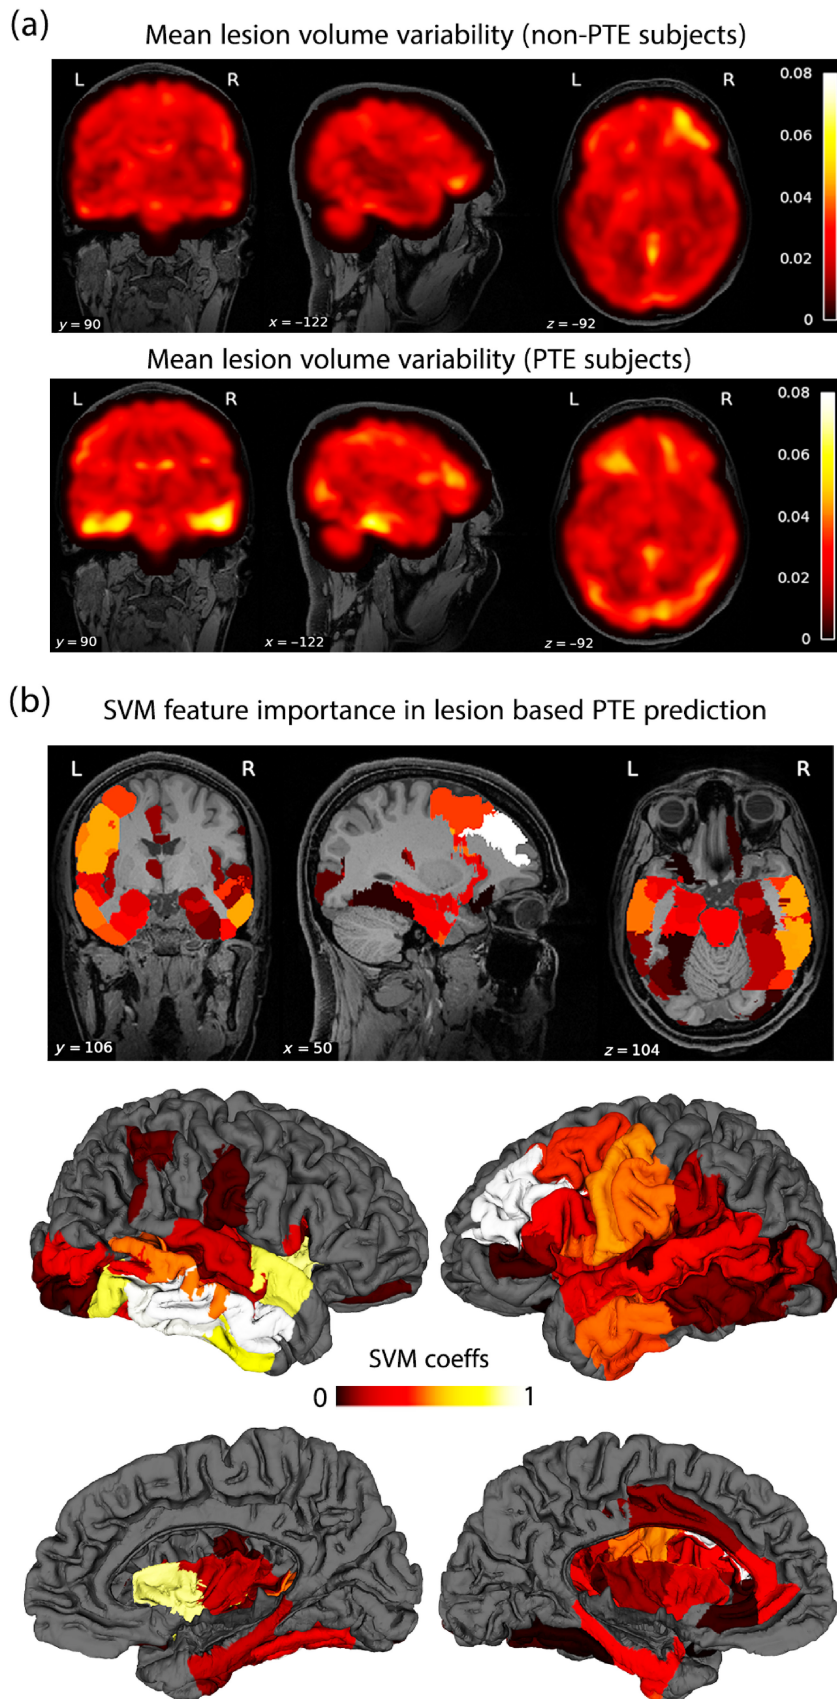 (a)
Mean lesion volume variability (non-PTE subjects)
L R L R 0.08
0.06
0.04
0.02
y = 90 x = –122 z = –92 0
Mean lesion volume variability (PTE subjects)
L R L R 0.08
0.06
0.04
0.02
y = 90 x = –122 z = –92 0
(b)
SVM feature importance in lesion based PTE prediction
L R L R
y = 106 x = 50 z = 104
SVM coeffs
0 1